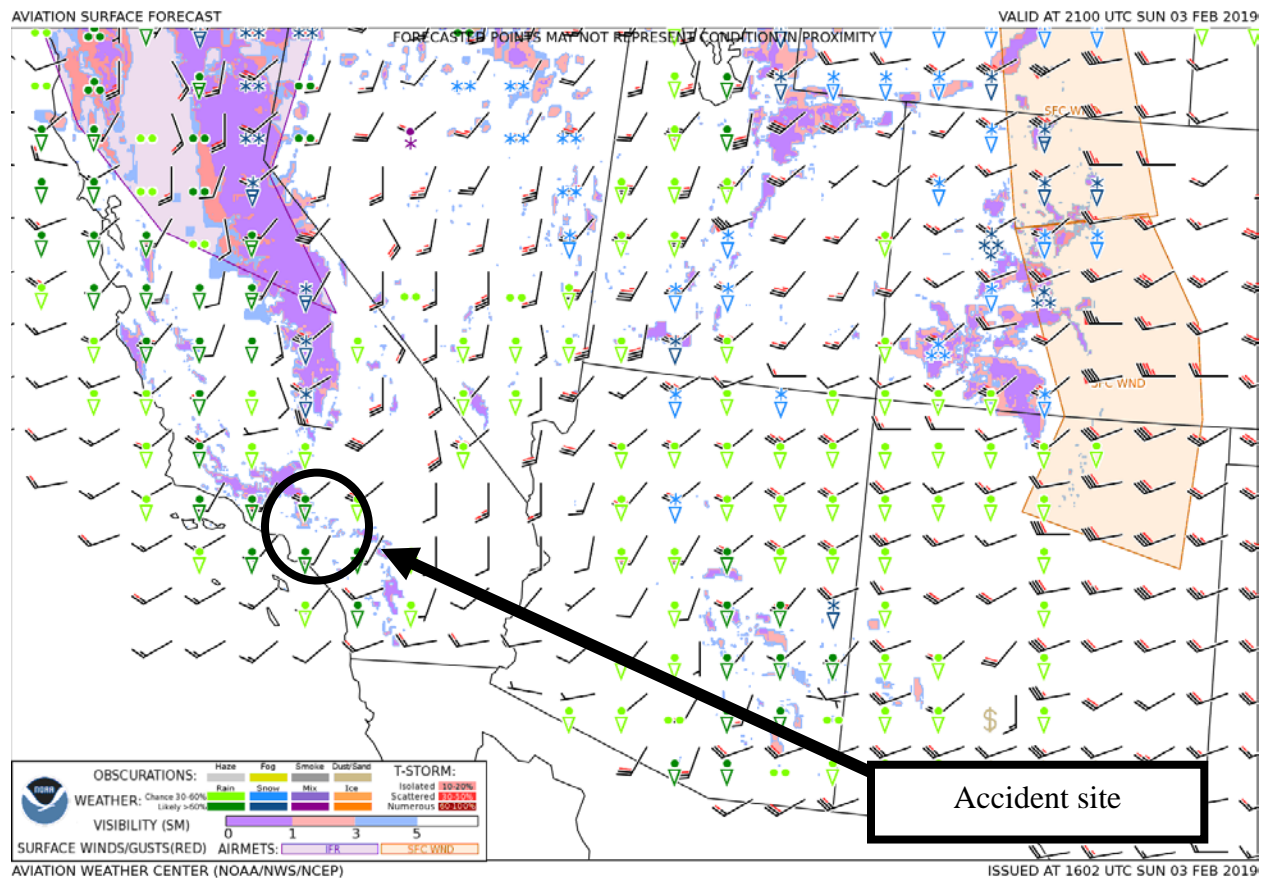 AVIATION SURFACE FORECAST
VALID AT 2100 UTC SUN 03 FEB 2019
FORECASTED POINTS MAY NOT REPRESENT CONDITION IN PROXIMITY
SFC W
SFC WND
Accident site
OBSCURATIONS:
Haze Fog Smoke Dust/Sand
T-STORM:
Isolated 10-20%
Scattered 30-50%
Numerous 60-100%
WEATHER:
Rain Snow Mix Ice
Chance 30-60%
Likely >60%
VISIBILITY (SM)
0 1 3 5
SURFACE WINDS/GUSTS(RED) AIRMETS: IFR SFC WND
NOAA
AVIATION WEATHER CENTER (NOAA/NWS/NCEP)
ISSUED AT 1602 UTC SUN 03 FEB 2019